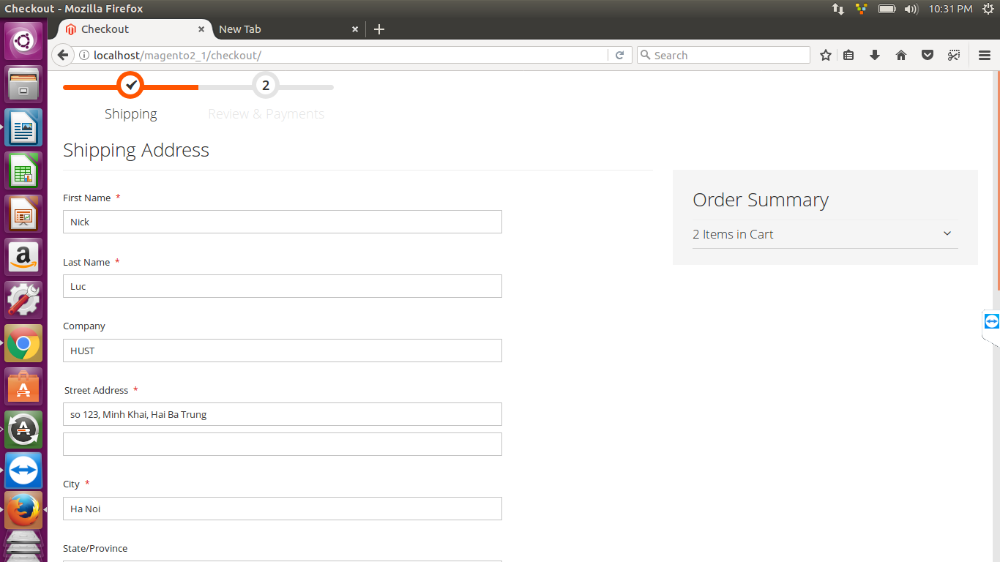 Checkout - Mozilla Firefox
10:31 PM
Checkout
New Tab
localhost/magento2_1/checkout/
Search
2
Shipping
Review & Payments
Shipping Address
First Name *
Nick
Last Name *
Luc
Company
HUST
Street Address *
so 123, Minh Khai, Hai Ba Trung
City *
Ha Noi
State/Province
Order Summary
2 Items in Cart